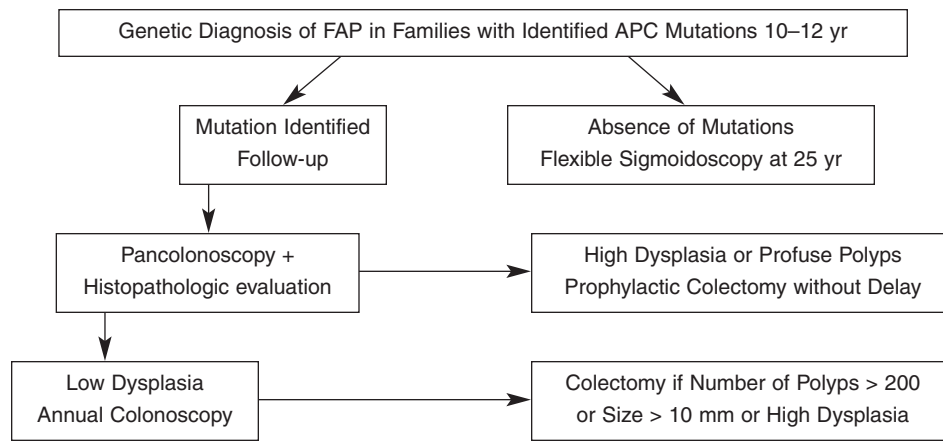 Genetic Diagnosis of FAP in Families with Identified APC Mutations 10–12 yr
Mutation Identified
Follow-up
Absence of Mutations
Flexible Sigmoidoscopy at 25 yr
Pancolonoscopy +
Histopathologic evaluation
High Dysplasia or Profuse Polyps
Prophylactic Colectomy without Delay
Low Dysplasia
Annual Colonoscopy
Colectomy if Number of Polyps > 200
or Size > 10 mm or High Dysplasia